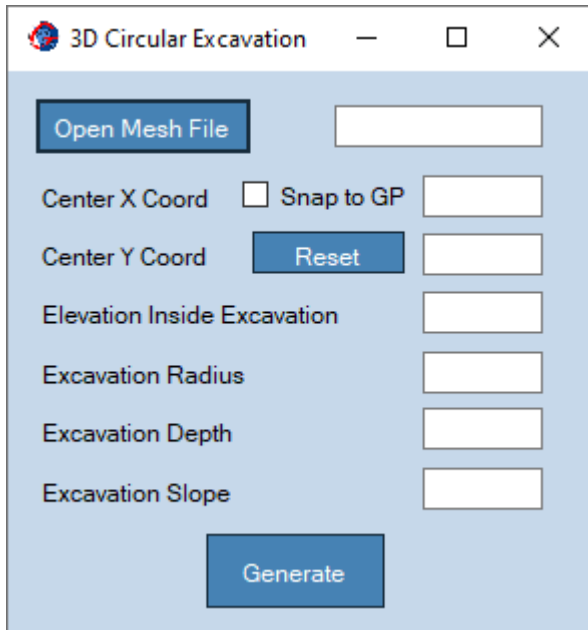 3D Circular Excavation
Open Mesh File
Center X Coord Snap to GP
Center Y Coord Reset
Elevation Inside Excavation
Excavation Radius
Excavation Depth
Excavation Slope
Generate